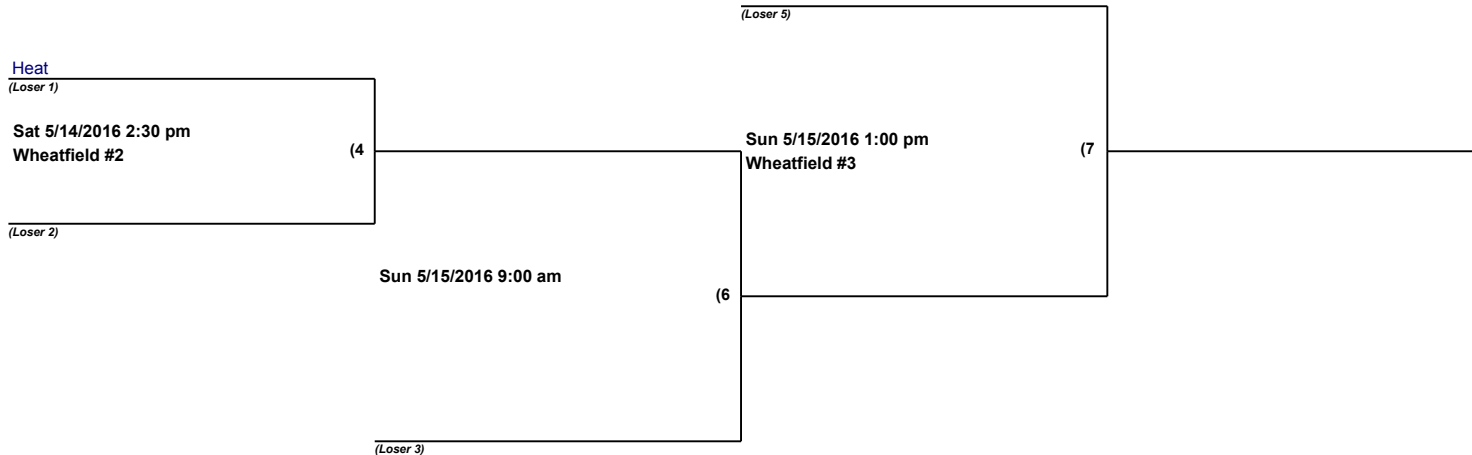 (Loser 5)
Heat
(Loser 1)
Sat 5/14/2016 2:30 pm
Wheatfield #2
(4
Sun 5/15/2016 1:00 pm
Wheatfield #3
(7
(Loser 2)
Sun 5/15/2016 9:00 am
(6
(Loser 3)